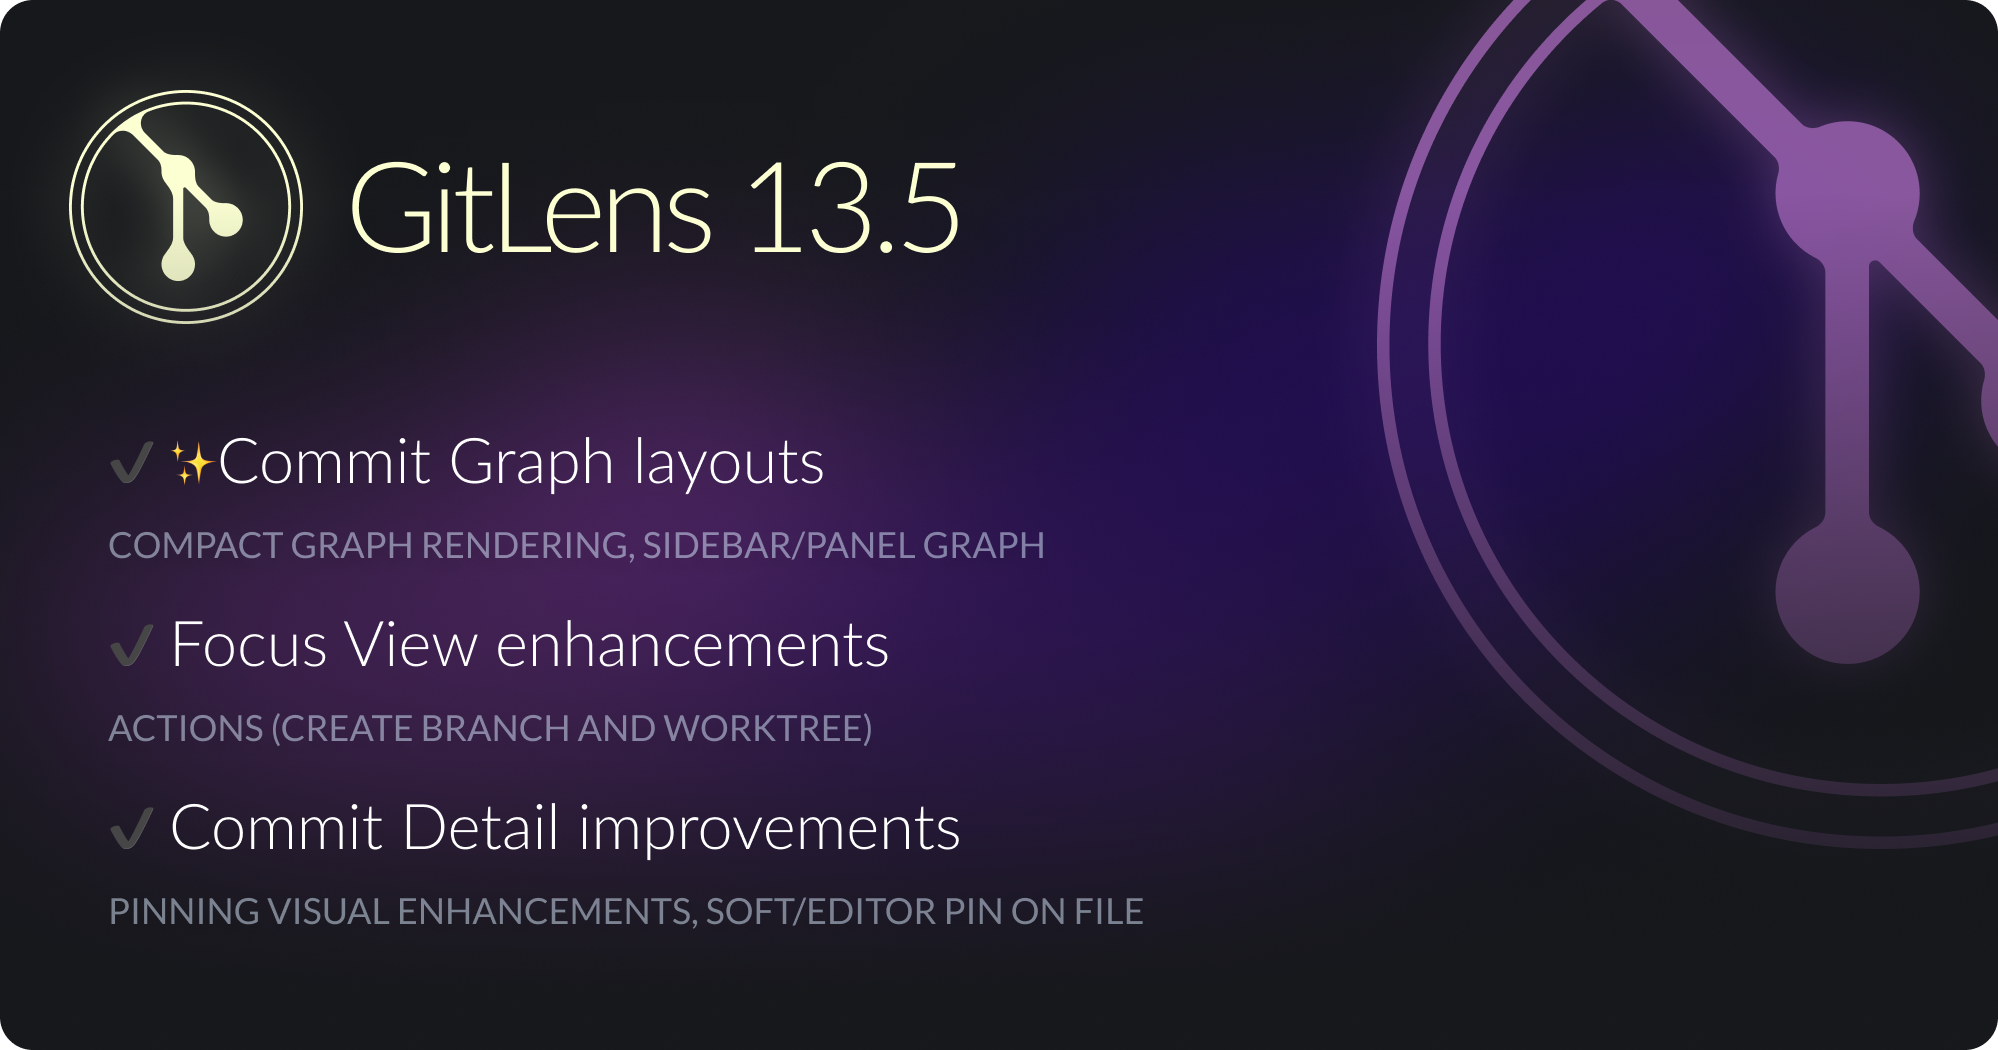 GitLens 13.5
✔ ✨Commit Graph layouts
COMPACT GRAPH RENDERING, SIDEBAR/PANEL GRAPH
✔ Focus View enhancements
ACTIONS (CREATE BRANCH AND WORKTREE)
✔ Commit Detail improvements
PINNING VISUAL ENHANCEMENTS, SOFT/EDITOR PIN ON FILE